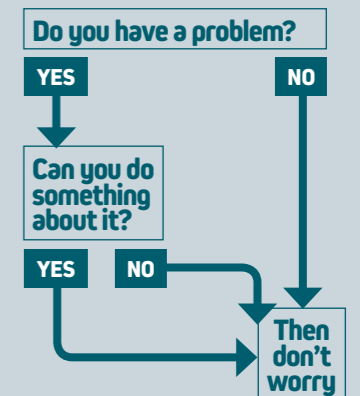 Do you have a problem?
YES
NO
Can you do
something
about it?
YES
NO
Then
don't
worry